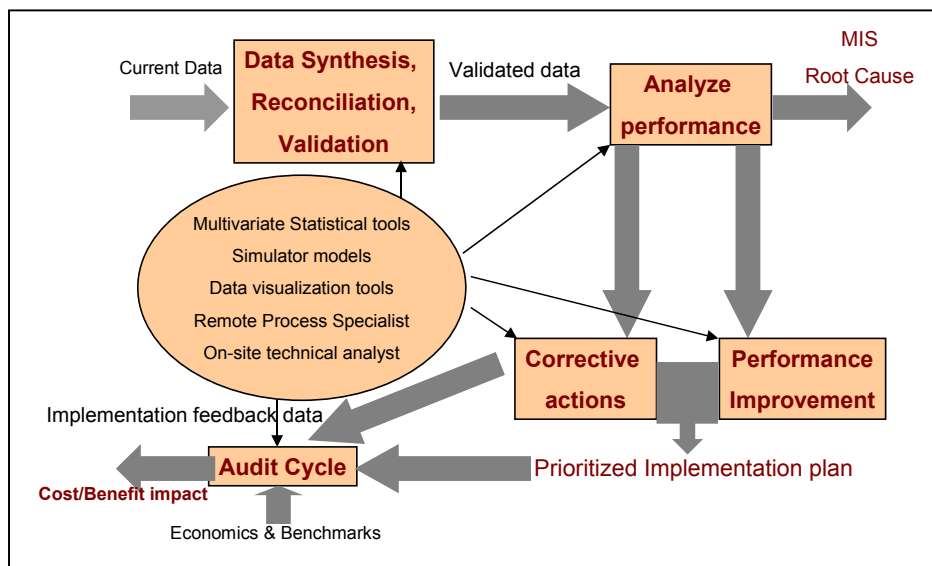 Current Data
Data Synthesis,
Reconciliation,
Validation
Validated data
Analyze
performance
MIS
Root Cause
Multivariate Statistical tools
Simulator models
Data visualization tools
Remote Process Specialist
On-site technical analyst
Corrective
actions
Performance
Improvement
Implementation feedback data
Audit Cycle
Prioritized Implementation plan
Cost/Benefit impact
Economics & Benchmarks